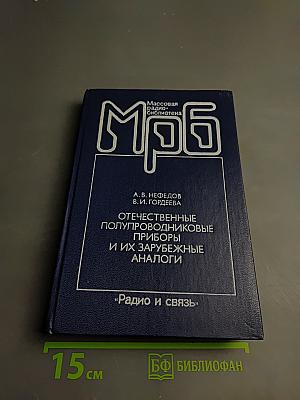 Массовая
радио-
библиотека
Мрб
А. В. НЕФЕДОВ
В. И. ГОРДЕЕВА
ОТЕЧЕСТВЕННЫЕ
ПОЛУПРОВОДНИКОВЫЕ
ПРИБОРЫ
И ИХ ЗАРУБЕЖНЫЕ
АНАЛОГИ
«Радио и связь»
15 см
БФ БИБЛИОФАН